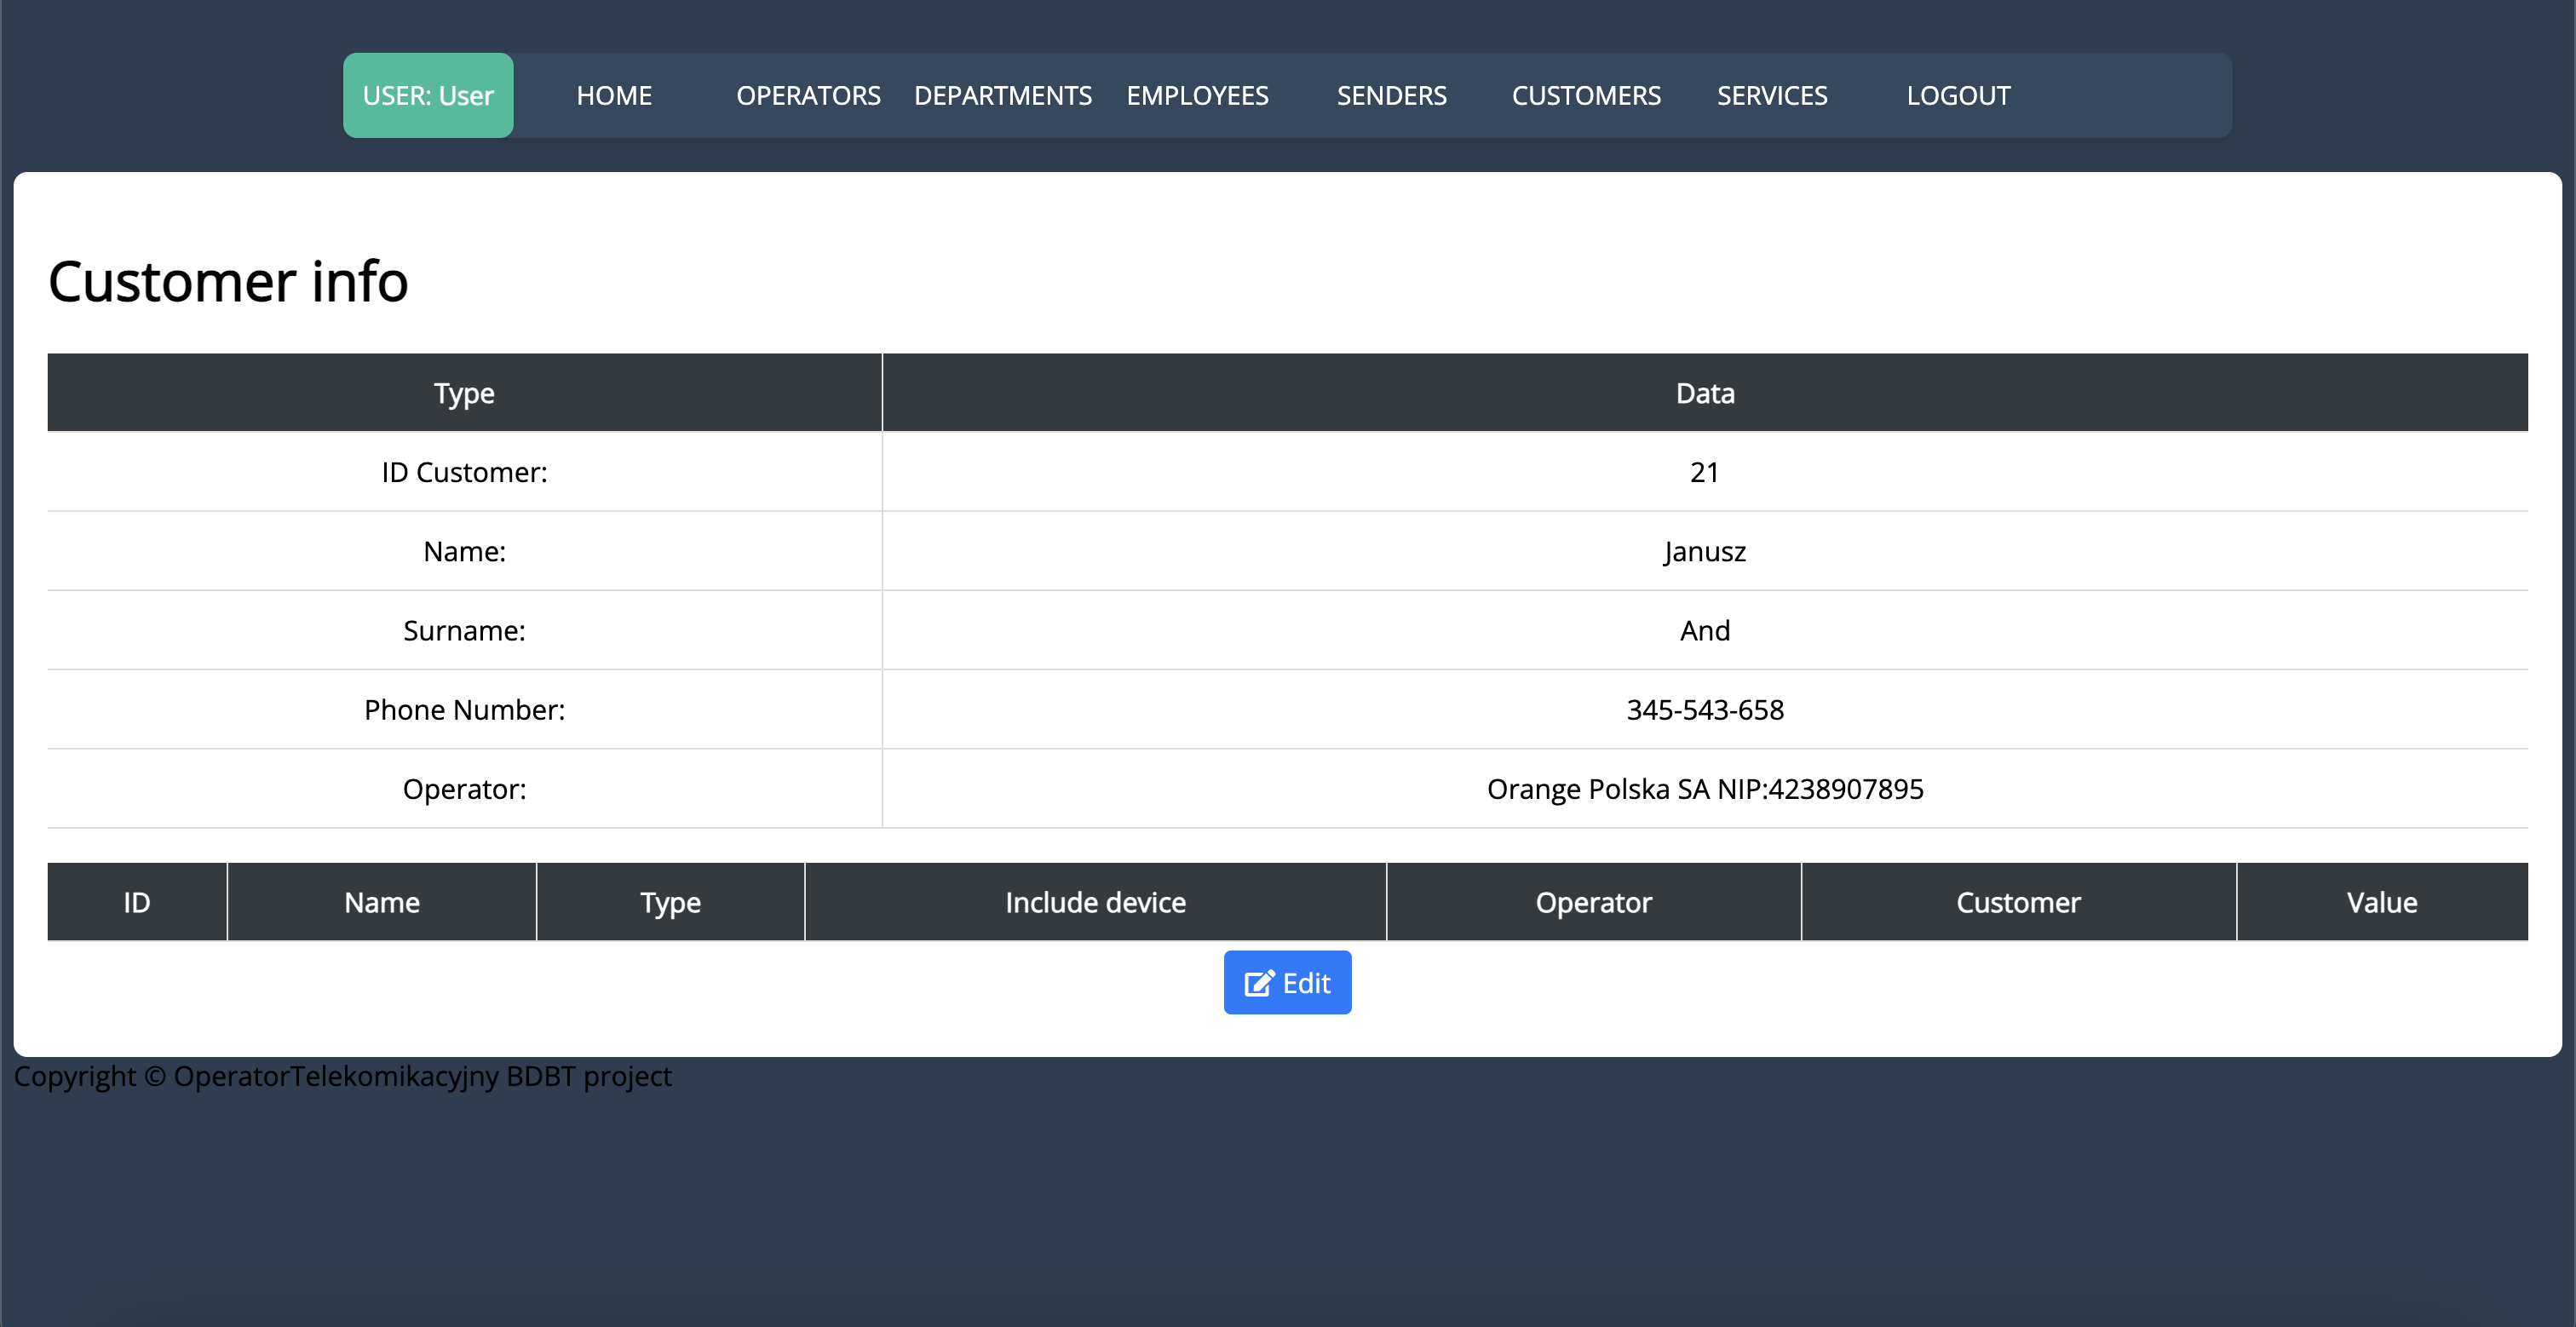 USER: User HOME OPERATORS DEPARTMENTS EMPLOYEES SENDERS CUSTOMERS SERVICES LOGOUT
Customer info
Type Data
ID Customer: 21
Name: Janusz
Surname: And
Phone Number: 345-543-658
Operator: Orange Polska SA NIP:4238907895
ID Name Type Include device Operator Customer Value
Edit
Copyright © OperatorTelekomikacyjny BDBT project